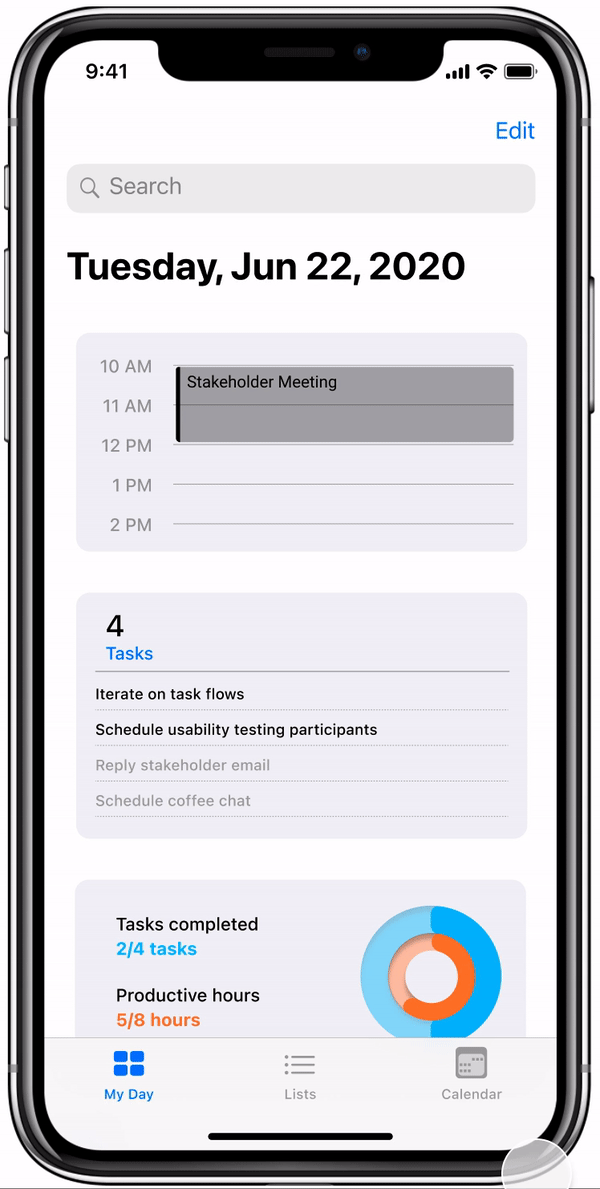 9:41
Edit
Search
Tuesday, Jun 22, 2020
10 AM
Stakeholder Meeting
11 AM
12 PM
1 PM
2 PM
4
Tasks
Iterate on task flows
Schedule usability testing participants
Reply stakeholder email
Schedule coffee chat
Tasks completed
2/4 tasks
Productive hours
5/8 hours
My Day
Lists
Calendar